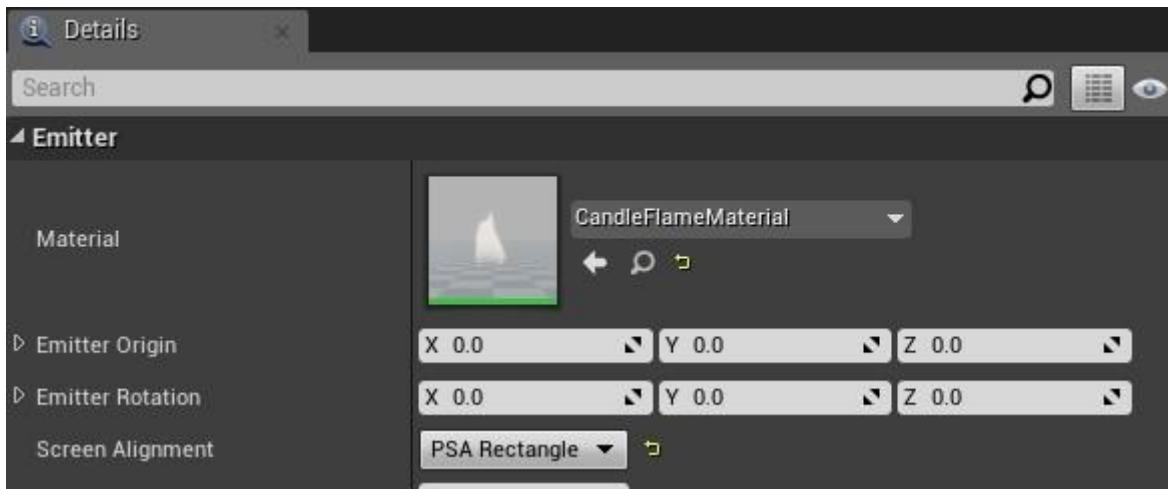 Details
Search
Emitter
Material
CandleFlameMaterial
Emitter Origin X 0.0 Y 0.0 Z 0.0
Emitter Rotation X 0.0 Y 0.0 Z 0.0
Screen Alignment PSA Rectangle